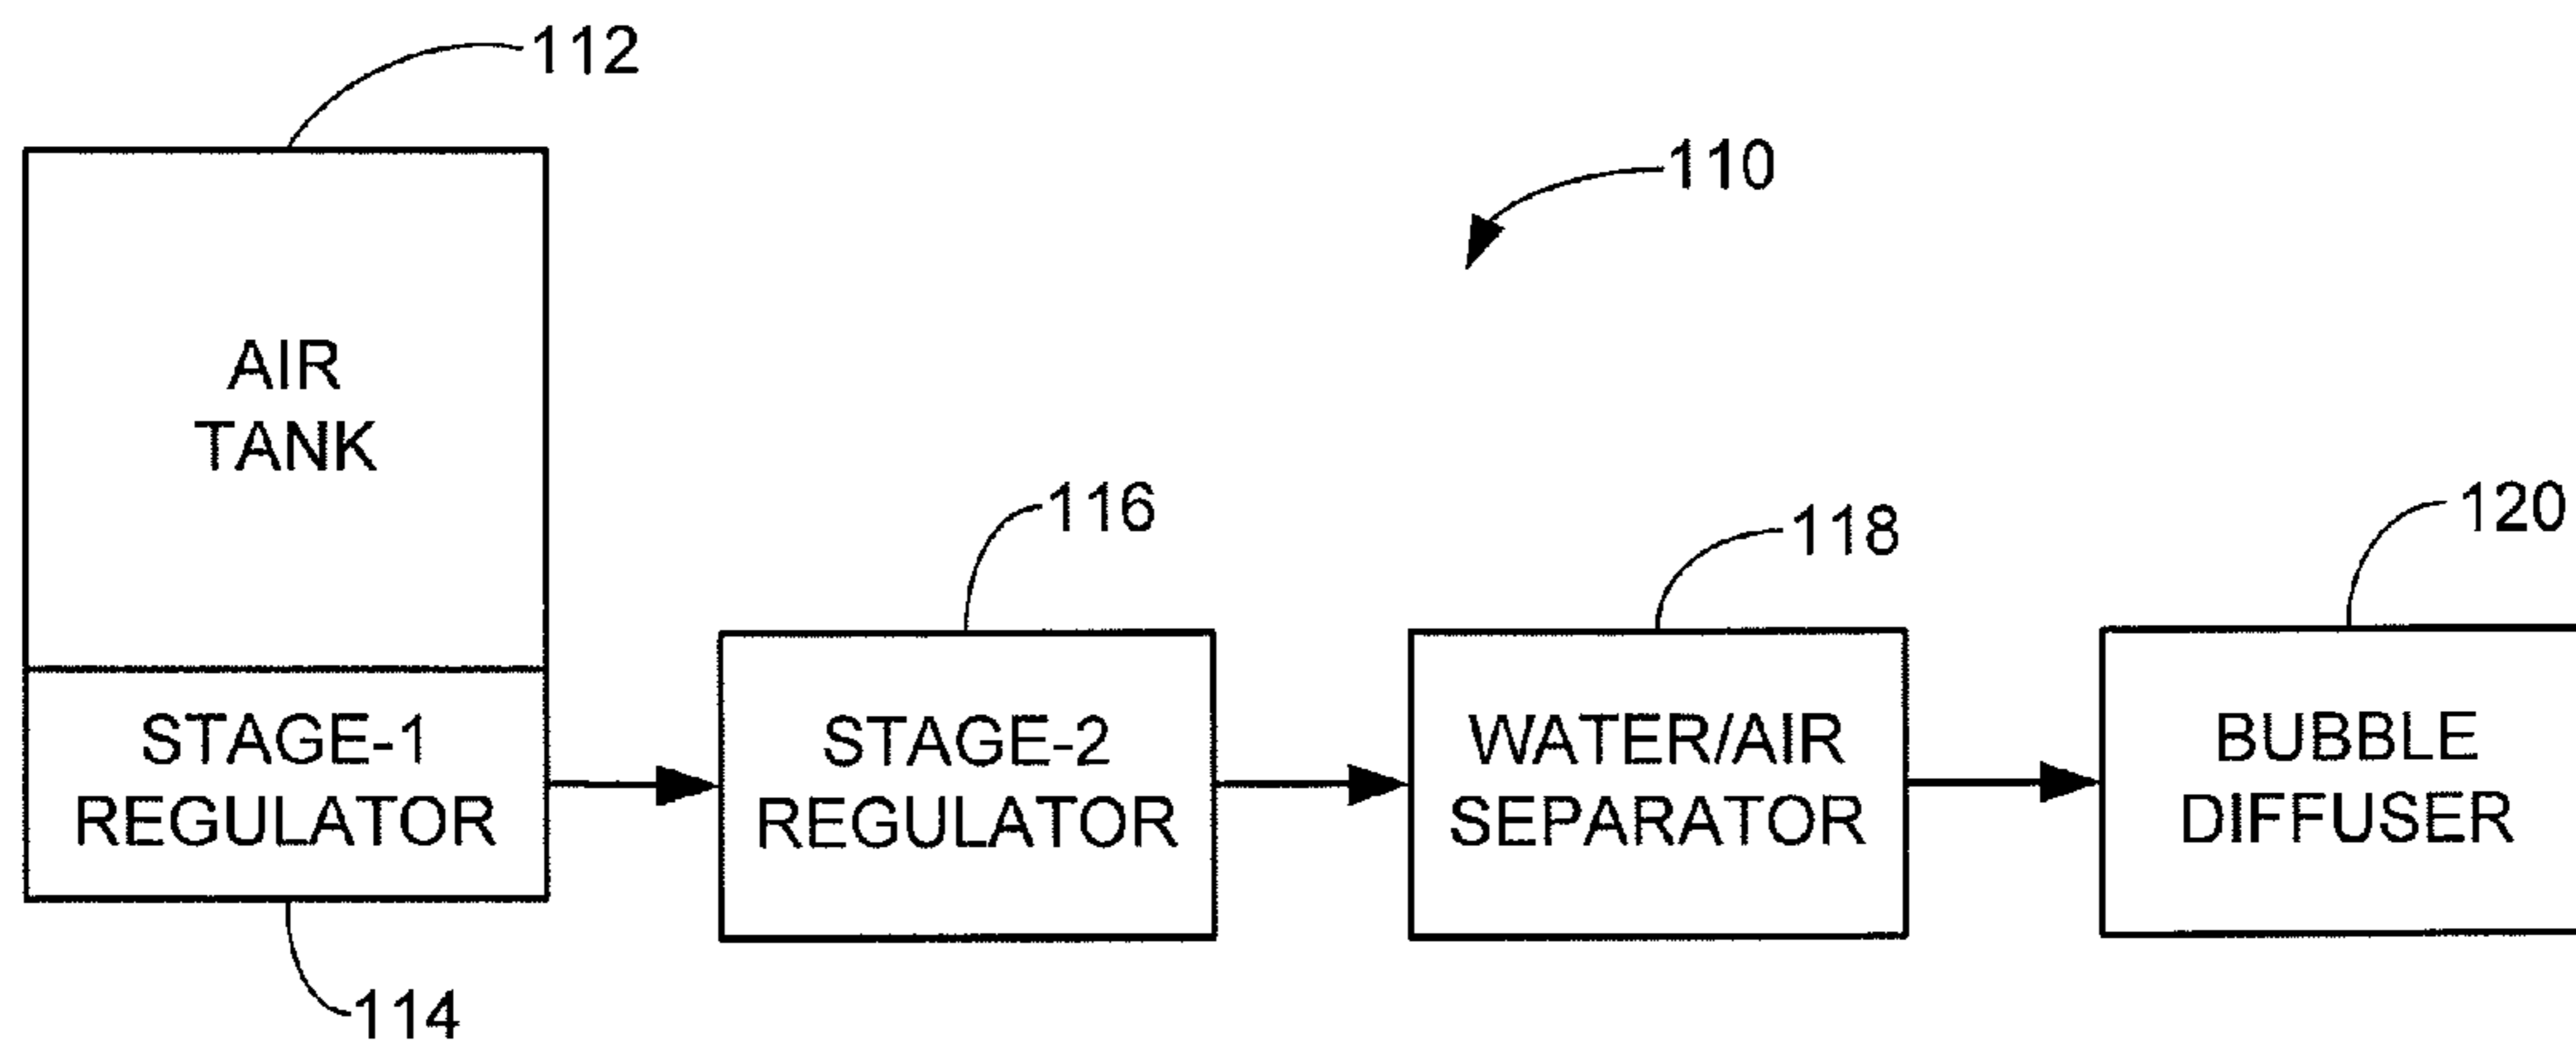 112
110
AIR
TANK
116
118
120
STAGE-1
REGULATOR
STAGE-2
REGULATOR
WATER/AIR
SEPARATOR
BUBBLE
DIFFUSER
114